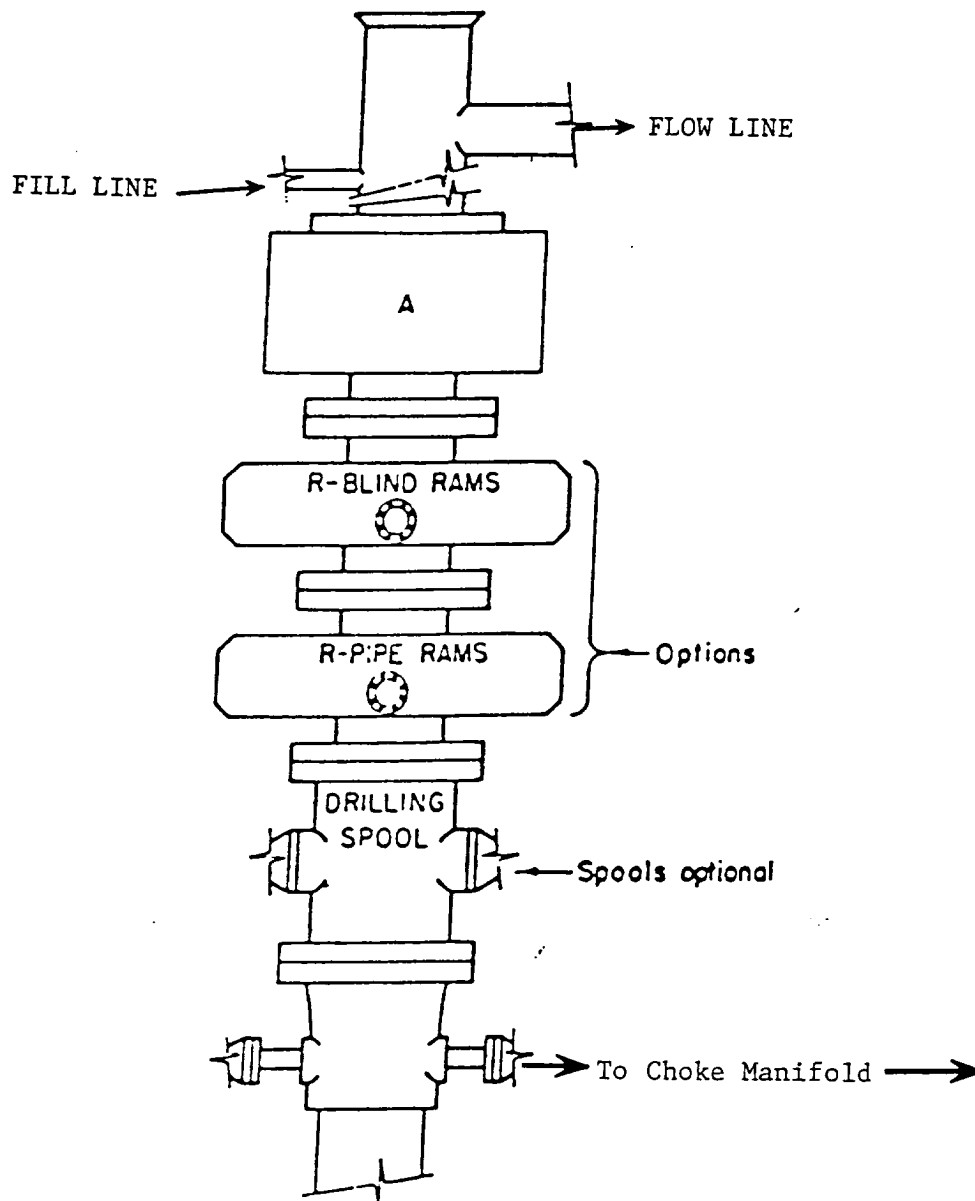 FLOW LINE
FILL LINE
A
R-BLIND RAMS
R-PIPE RAMS
Options
DRILLING
SPOOL
Spools optional
To Choke Manifold